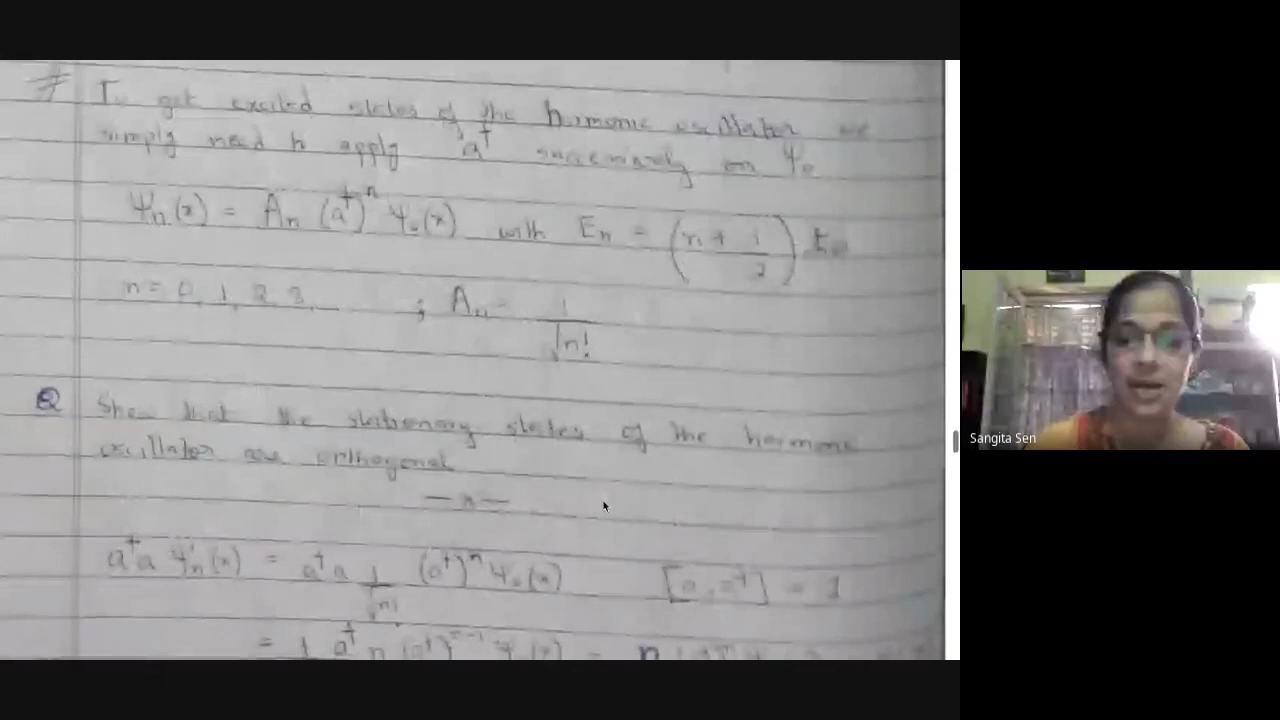 # To get excited states of the harmonic oscillator we
simply need to apply a† successively on Ψ₀
Ψₙ(x) = Aₙ (a†)ⁿ Ψ₀(x) with Eₙ = (n + 1/2)
n = 0, 1, 2, 3, ... ; Aₙ = 1/√n!
Q Show that the stationary states of the harmonic
oscillator are orthogonal
a†a Ψₙ(x) = a†a 1/√n! (a†)ⁿ Ψ₀(x) [a, a†] = 1
Sangita Sen